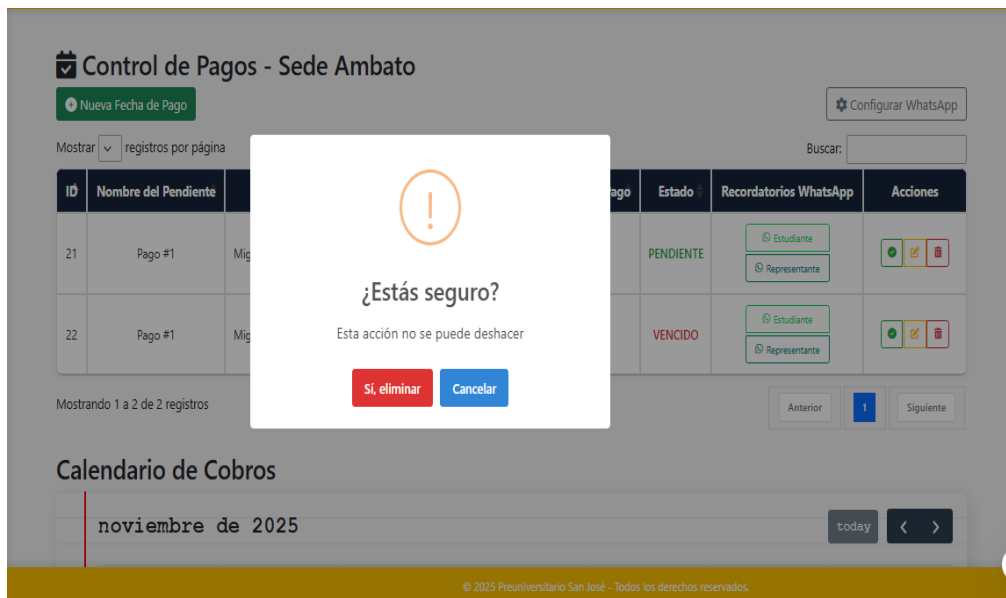 Control de Pagos - Sede Ambato
Nueva Fecha de Pago
Configurar WhatsApp
Mostrar registros por página
Buscar:
ID Nombre del Pendiente Estado Recordatorios WhatsApp Acciones
21 Pago #1 PENDIENTE
Estudiante
Representante
22 Pago #1 VENCIDO
Estudiante
Representante
¿Estás seguro?
Esta acción no se puede deshacer
Sí, eliminar Cancelar
Mostrando 1 a 2 de 2 registros
Anterior 1 Siguiente
Calendario de Cobros
noviembre de 2025
today
© 2025 Preuniversitario San José - Todos los derechos reservados.